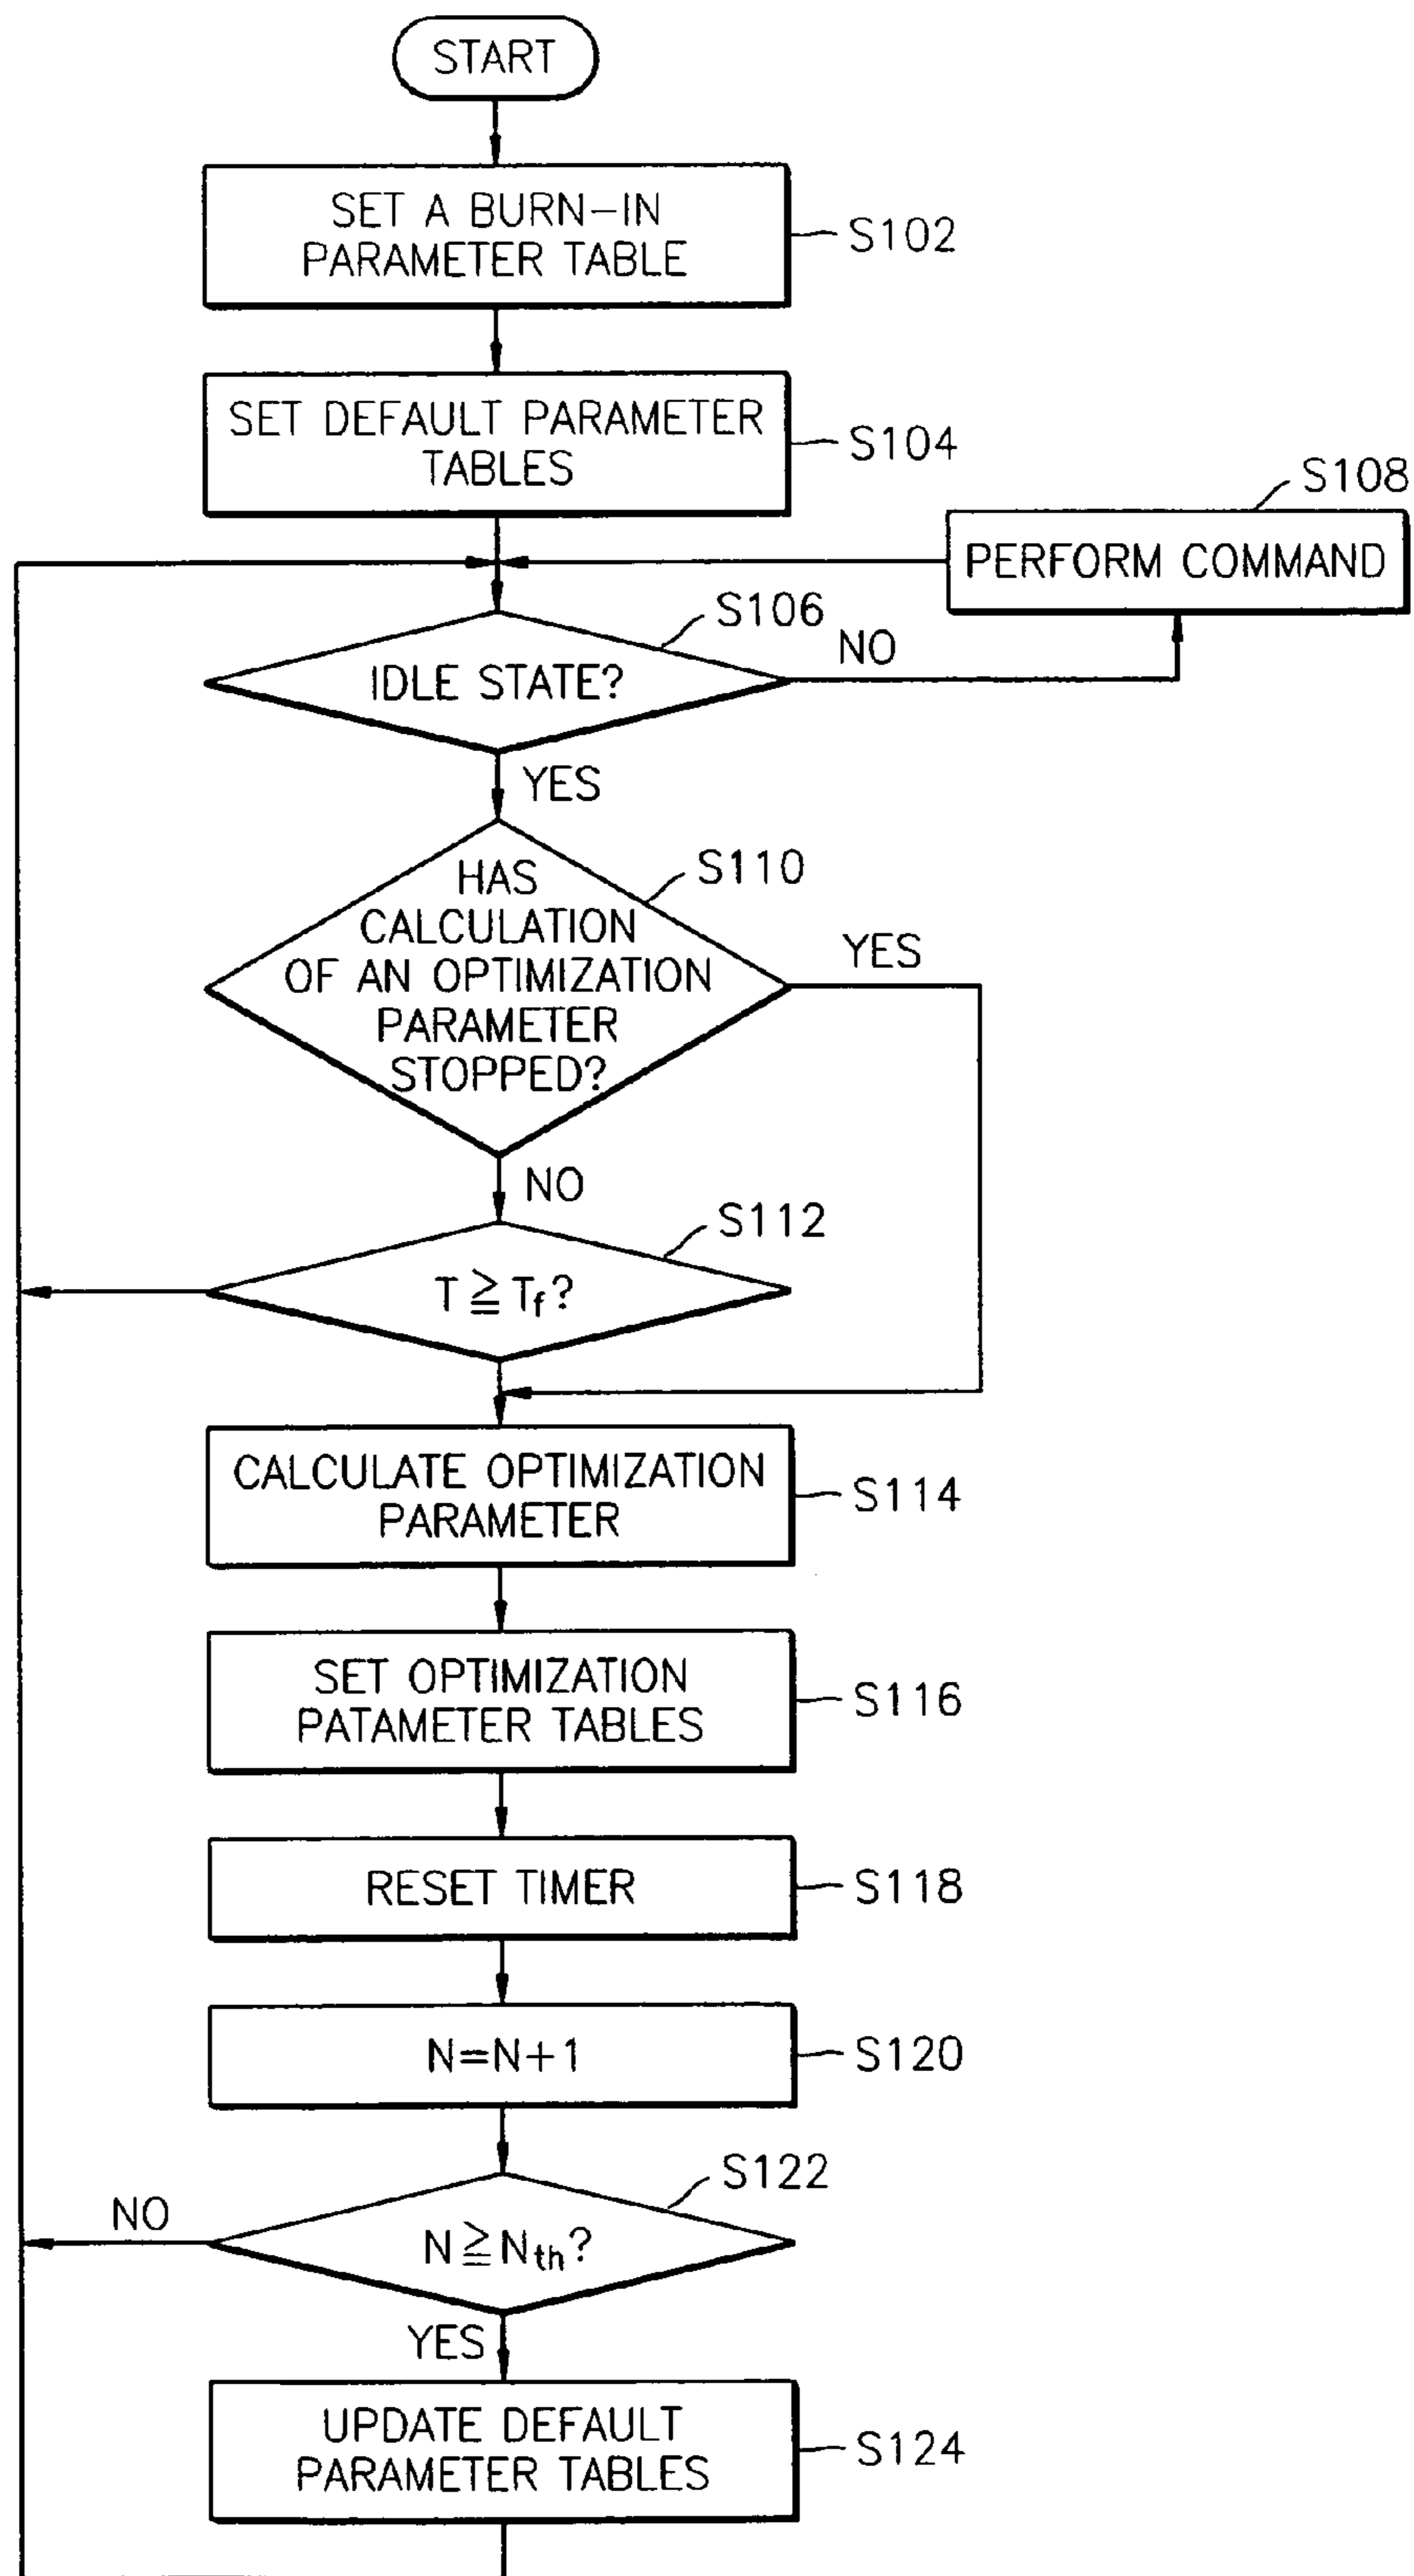 START
SET A BURN-IN
PARAMETER TABLE
S102
SET DEFAULT PARAMETER
TABLES
S104
S108
PERFORM COMMAND
S106
IDLE STATE?
NO
YES
S110
HAS
CALCULATION
OF AN OPTIMIZATION
PARAMETER
STOPPED?
YES
NO
S112
T ≧ Tf?
CALCULATE OPTIMIZATION
PARAMETER
S114
SET OPTIMIZATION
PATAMETER TABLES
S116
RESET TIMER
S118
N=N+1
S120
S122
N≧Nth?
NO
YES
UPDATE DEFAULT
PARAMETER TABLES
S124